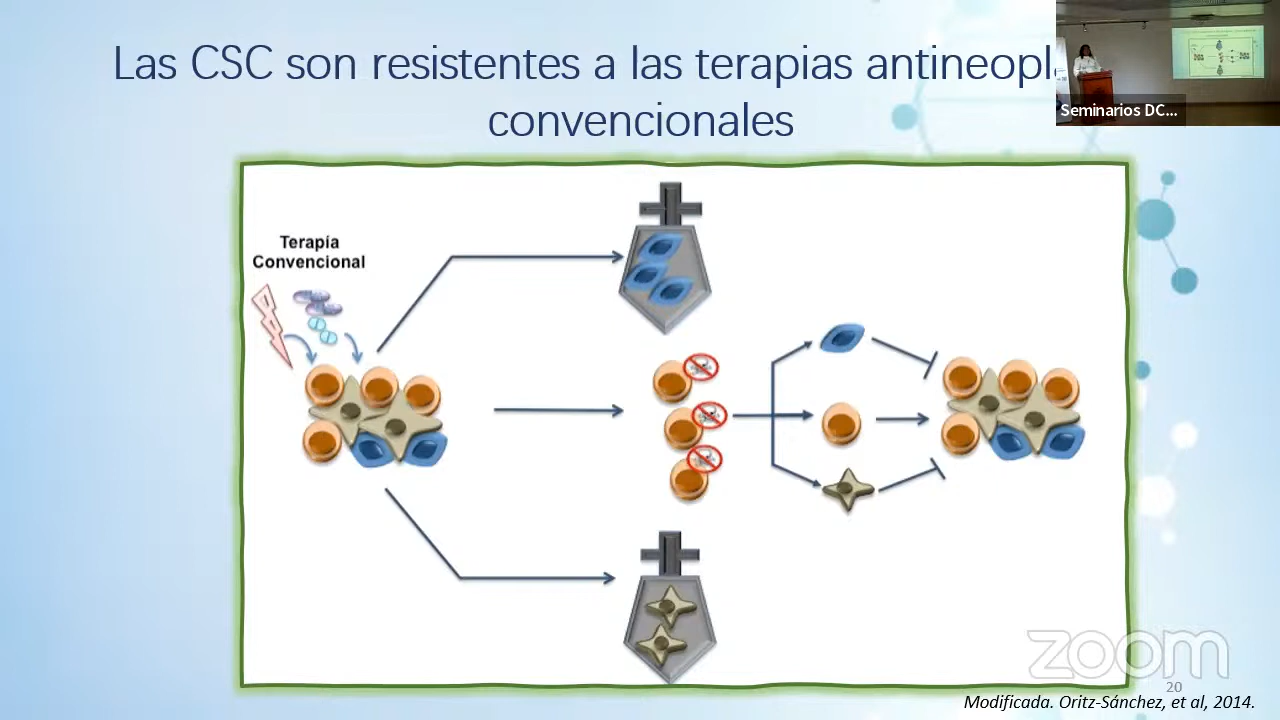 Las CSC son resistentes a las terapias antineopl
convencionales
Seminarios DC...
Terapía
Convencional
zoom
20
Modificada. Oritz-Sánchez, et al, 2014.